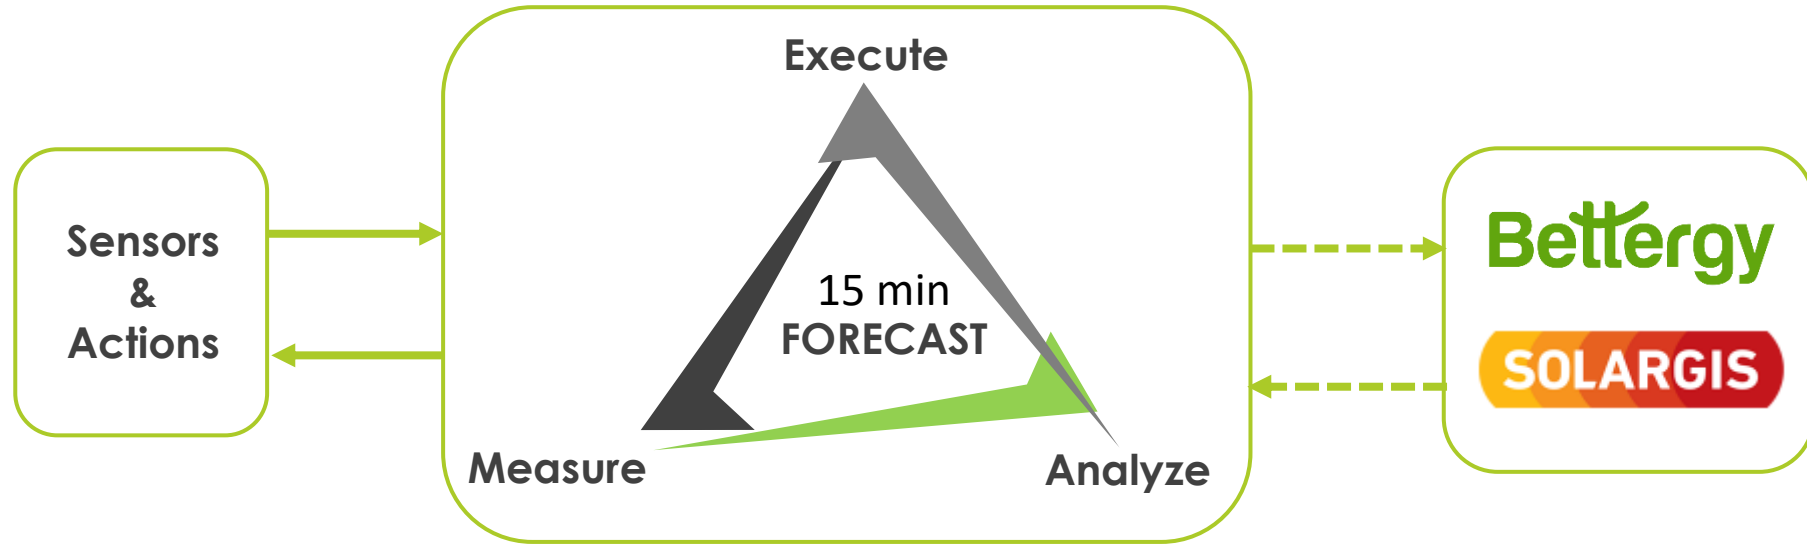 Execute
Sensors
&
Actions
15 min
FORECAST
Measure
Analyze
Bettergy
SOLARGIS